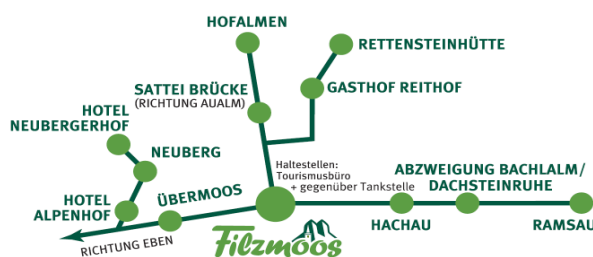 HOFALMEN
RETTENSTEINHÜTTE
SATTEI BRÜCKE
(RICHTUNG AUALM)
GASTHOF REITHOF
HOTEL
NEUBERGERHOF
NEUBERG
Haltestellen:
Tourismusbüro
+ gegenüber Tankstelle
ABZWEIGUNG BACHLALM/
DACHSTEINRUHE
HOTEL
ALPENHOF
ÜBERMOOS
RICHTUNG EBEN
Filzmoos
HACHAU
RAMSAU